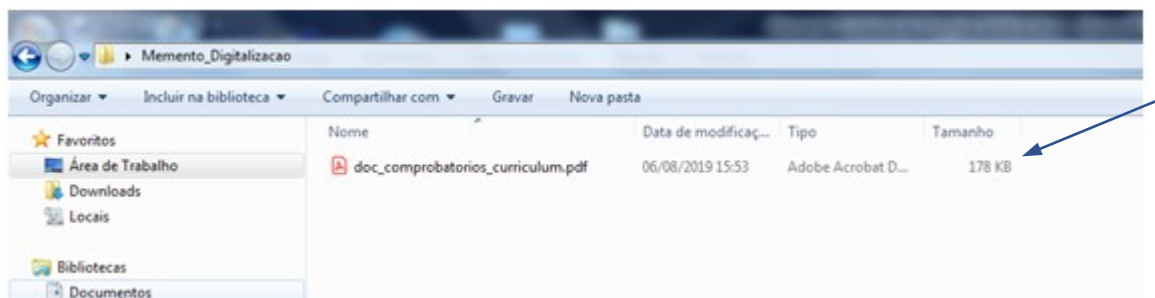 Memento_Digitalizacao
Organizar Incluir na biblioteca Compartilhar com Gravar Nova pasta
Favoritos
Área de Trabalho
Downloads
Locais
Bibliotecas
Documentos
Nome Data de modificaç... Tipo Tamanho
doc_comprobatorios_curriculum.pdf 06/08/2019 15:53 Adobe Acrobat D... 178 KB